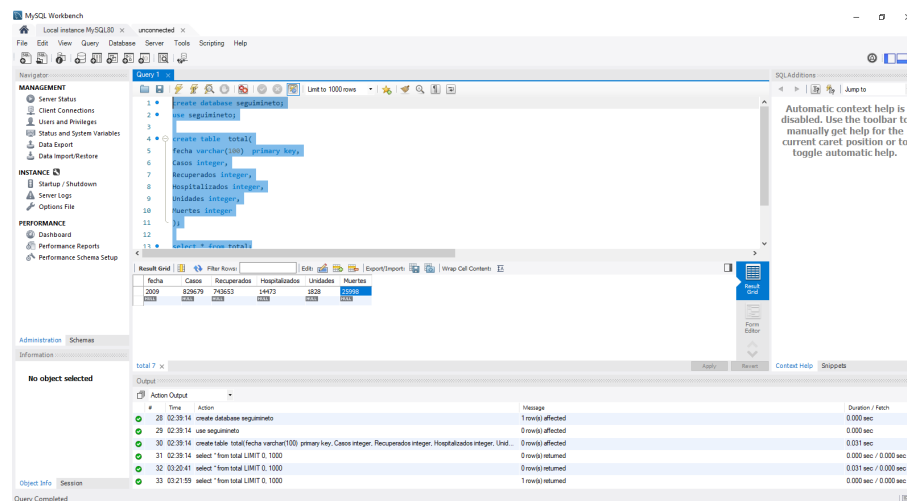 MySQL Workbench
Local instance MySQL80 ×
unconnected ×
File Edit View Query Database Server Tools Scripting Help
Navigator
MANAGEMENT
Server Status
Client Connections
Users and Privileges
Status and System Variables
Data Export
Data Import/Restore
INSTANCE
Startup / Shutdown
Server Logs
Options File
PERFORMANCE
Dashboard
Performance Reports
Performance Schema Setup
Administration Schemas
Information
No object selected
Object Info Session
Query Completed
Query 1 ×
Limit to 1000 rows
1 create database seguimineto;
2 use seguimineto;
3
4 create table total(
5 fecha varchar(100) primary key,
6 Casos integer,
7 Recuperados integer,
8 Hospitalizados integer,
9 Unidades integer,
10 Muertes integer
11 );
12
13 select * from total;
Result Grid Filter Rows: Edit: Export/Import: Wrap Cell Content:
fecha Casos Recuperados Hospitalizados Unidades Muertes
2009 829679 743653 14473 1828 25998
NULL NULL NULL NULL NULL NULL
Result Grid
Form Editor
total 7 ×
Apply Revert
Output
Action Output
# Time Action Message Duration / Fetch
28 02:39:14 create database seguimineto 1 row(s) affected 0.000 sec
29 02:39:14 use seguimineto 0 row(s) affected 0.000 sec
30 02:39:14 create table total( fecha varchar(100) primary key, Casos integer, Recuperados integer, Hospitalizados integer, Unid... 0 row(s) affected 0.031 sec
31 02:39:14 select * from total LIMIT 0, 1000 0 row(s) returned 0.000 sec / 0.000 sec
32 03:20:41 select * from total LIMIT 0, 1000 0 row(s) returned 0.031 sec / 0.000 sec
33 03:21:59 select * from total LIMIT 0, 1000 1 row(s) returned 0.000 sec / 0.000 sec
SQLAdditions
Jump to
Automatic context help is
disabled. Use the toolbar to
manually get help for the
current caret position or to
toggle automatic help.
Context Help Snippets